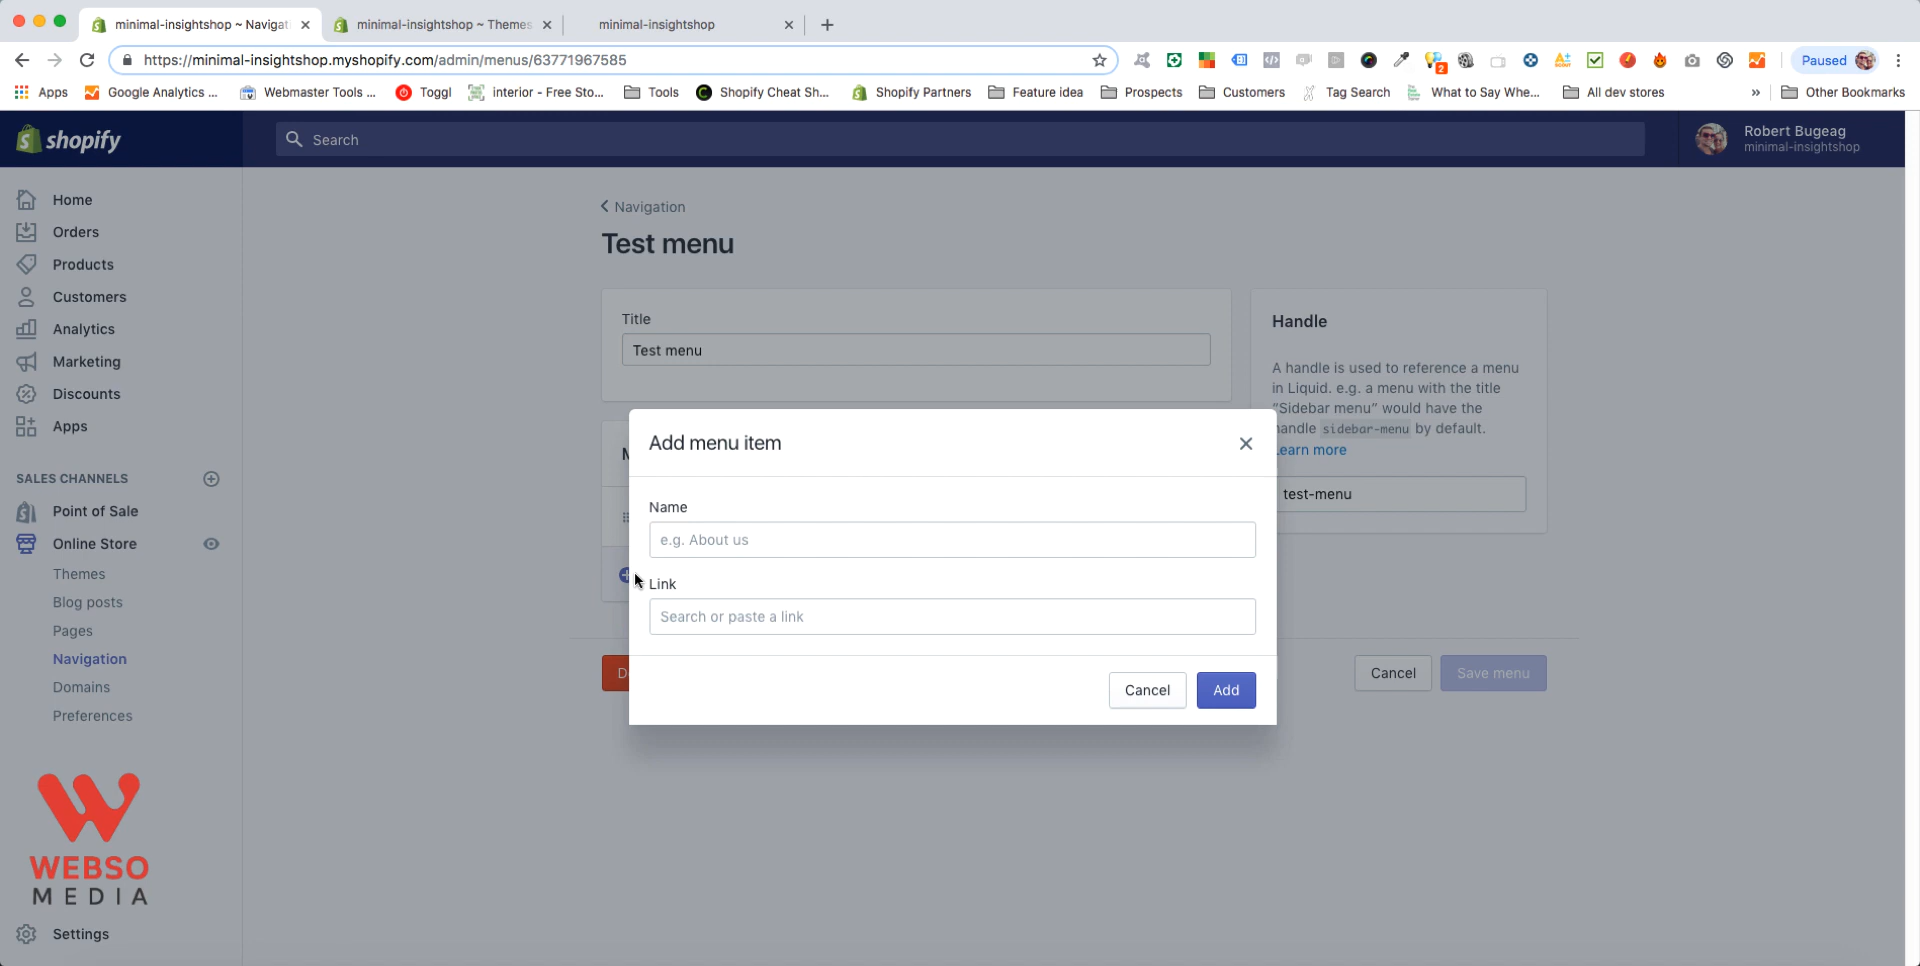 minimal-insightshop ~ Navigati
minimal-insightshop ~ Themes
minimal-insightshop
https://minimal-insightshop.myshopify.com/admin/menus/63771967585
2
Paused
Apps
Google Analytics ...
Webmaster Tools ...
Toggl
interior - Free Sto...
Tools
Shopify Cheat Sh...
Shopify Partners
Feature idea
Prospects
Customers
Tag Search
What to Say Whe...
All dev stores
»
Other Bookmarks
shopify
Search
Robert Bugeag
minimal-insightshop
Home
Orders
Products
Customers
Analytics
Marketing
Discounts
Apps
SALES CHANNELS
Point of Sale
Online Store
Themes
Blog posts
Pages
Navigation
Domains
Preferences
WEBSO
MEDIA
Settings
Navigation
Test menu
Title
Test menu
Handle
A handle is used to reference a menu
in Liquid. e.g. a menu with the title
"Sidebar menu" would have the
handle sidebar-menu by default.
Learn more
test-menu
Add menu item
Name
e.g. About us
Link
Search or paste a link
Cancel
Add
Cancel
Save menu